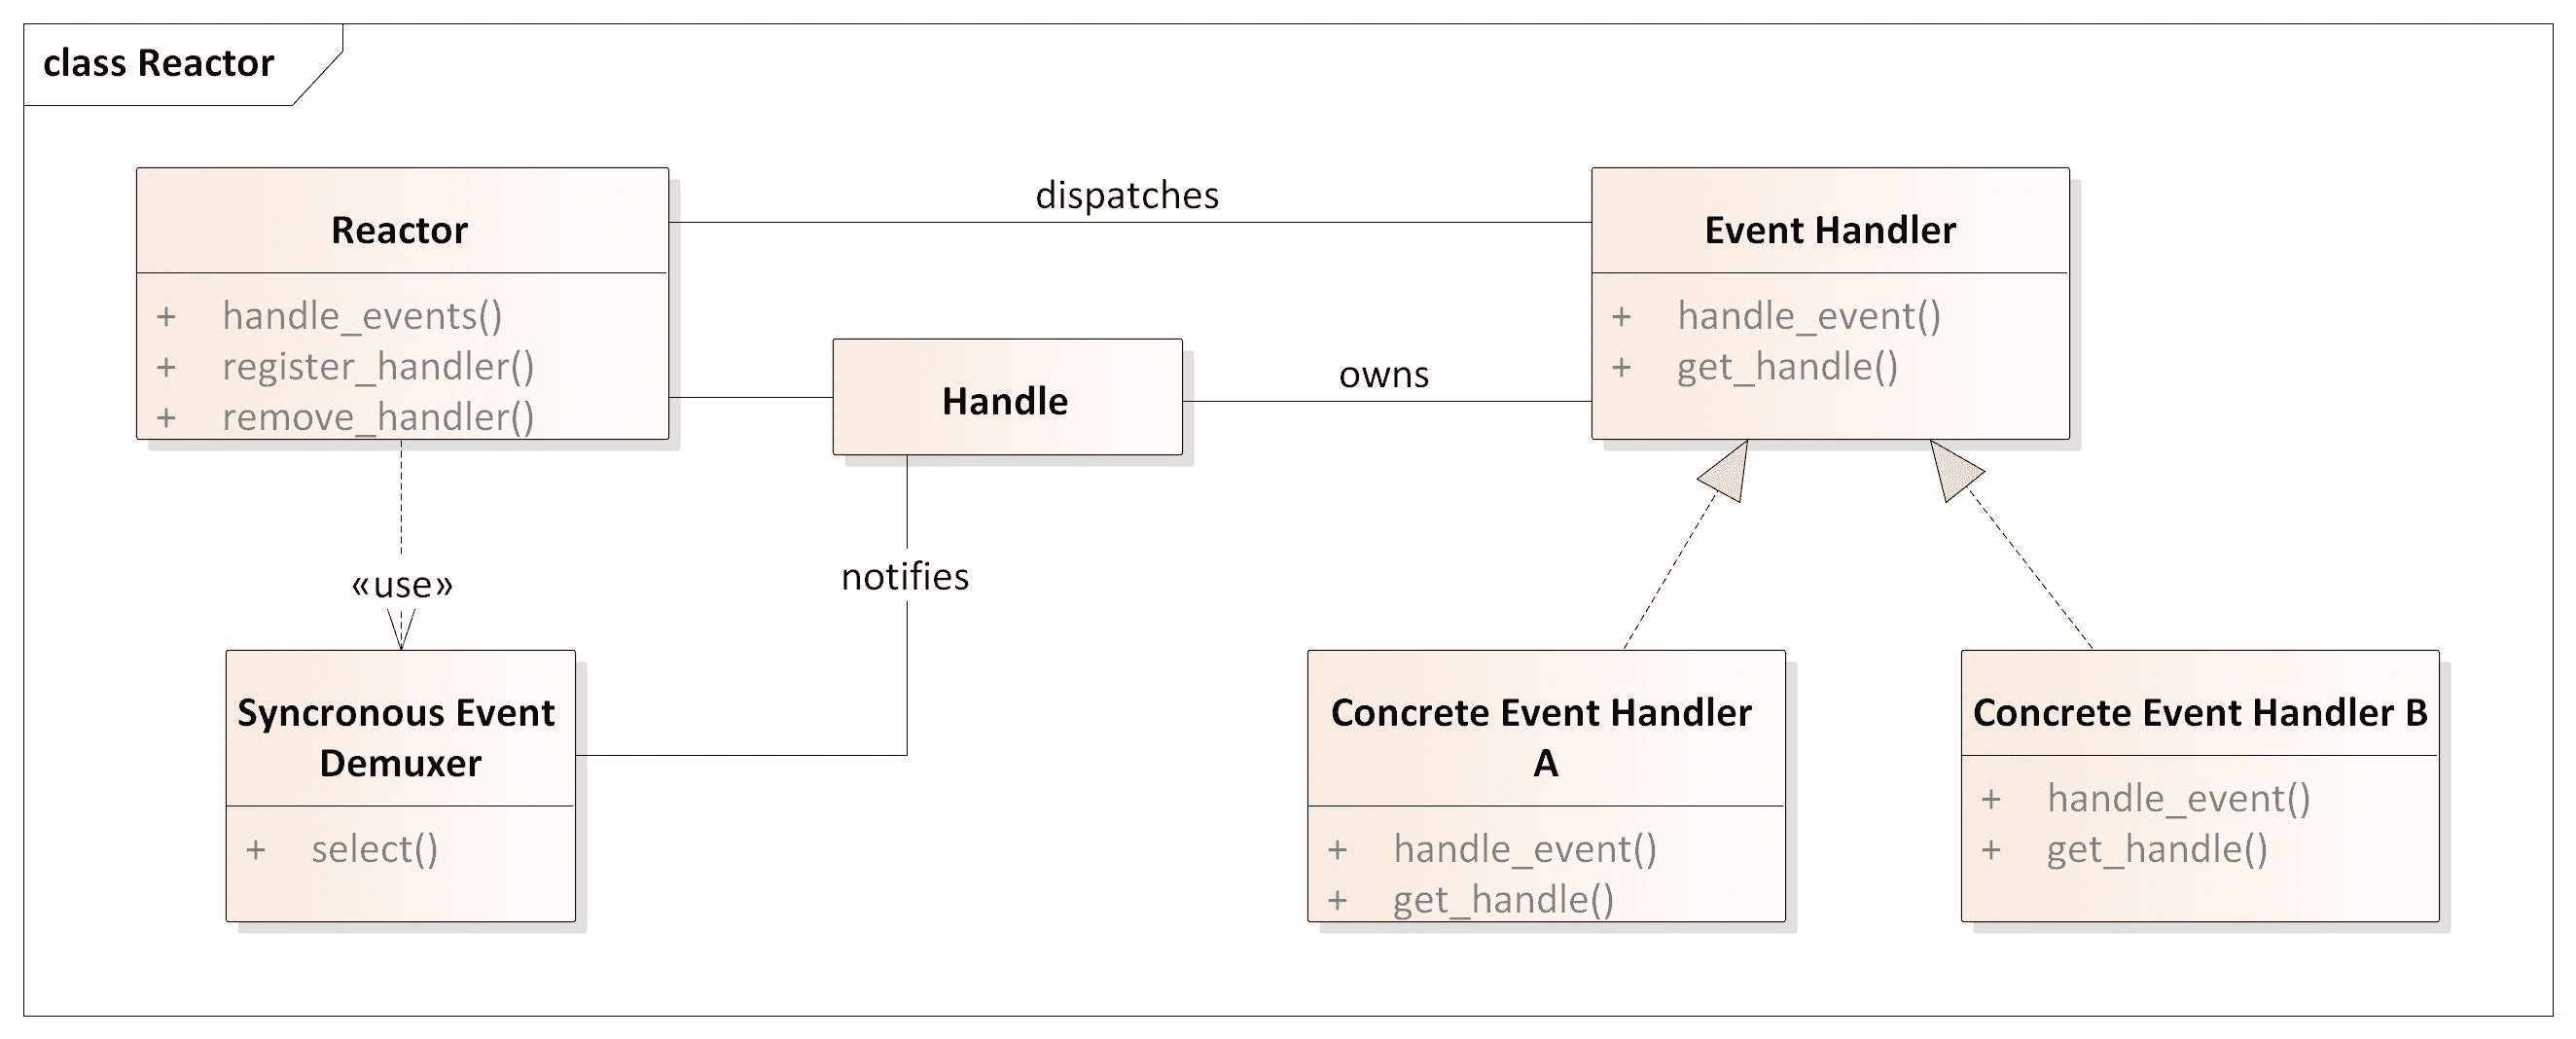 class Reactor
dispatches
Reactor
+ handle_events()
+ register_handler()
+ remove_handler()
Event Handler
+ handle_event()
+ get_handle()
Handle
owns
«use»
notifies
Syncronous Event
Demuxer
+ select()
Concrete Event Handler
A
+ handle_event()
+ get_handle()
Concrete Event Handler B
+ handle_event()
+ get_handle()